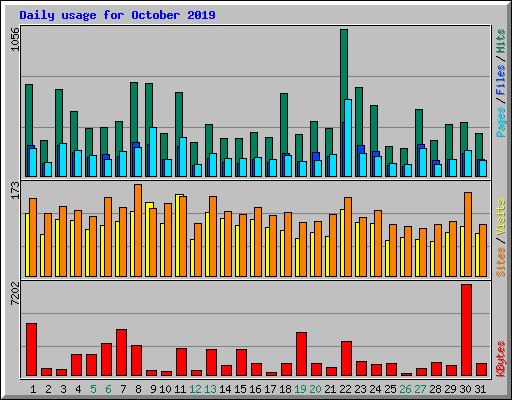 Daily usage for October 2019
1056
Pages / Files / Hits
173
Sites / Visits
7202
KBytes
1 2 3 4 5 6 7 8 9 10 11 12 13 14 15 16 17 18 19 20 21 22 23 24 25 26 27 28 29 30 31